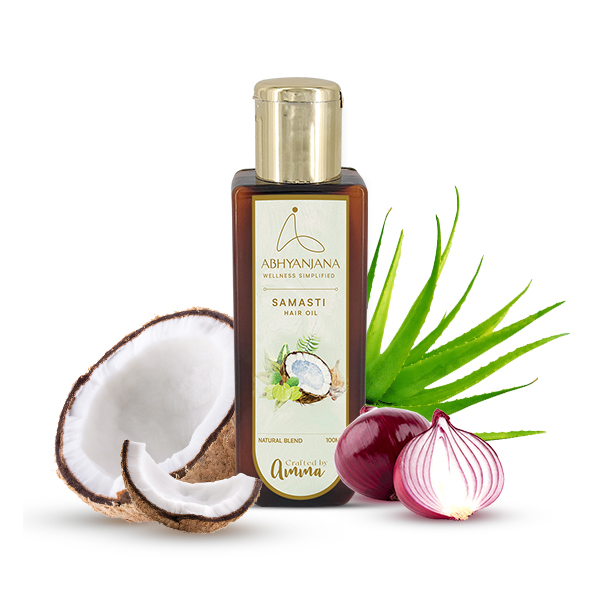 ABHYANJANA
WELLNESS SIMPLIFIED
SAMASTI
HAIR OIL
NATURAL BLEND
Crafted by
amma